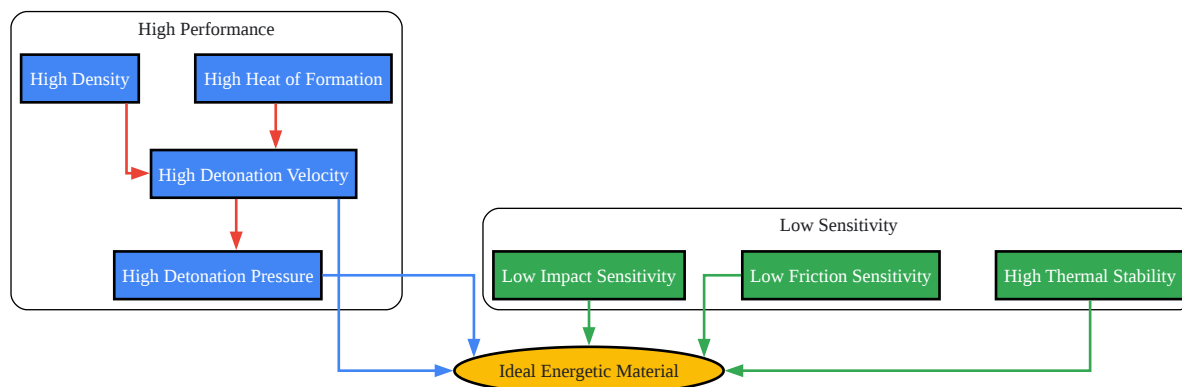 High Performance
High Density
High Heat of Formation
High Detonation Velocity
High Detonation Pressure
Low Sensitivity
Low Impact Sensitivity
Low Friction Sensitivity
High Thermal Stability
Ideal Energetic Material